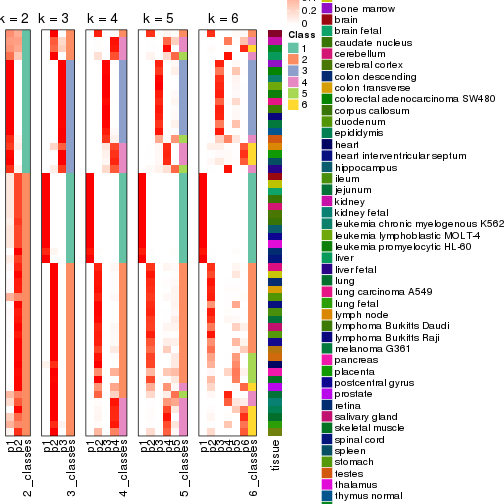 k = 2
k = 3
k = 4
k = 5
k = 6
0.2
0
Class
1
2
3
4
5
6
bone marrow
brain
brain fetal
caudate nucleus
cerebellum
cerebral cortex
colon descending
colon transverse
colorectal adenocarcinoma SW480
corpus callosum
duodenum
epididymis
heart
heart interventricular septum
hippocampus
ileum
jejunum
kidney
kidney fetal
leukemia chronic myelogenous K562
leukemia lymphoblastic MOLT-4
leukemia promyelocytic HL-60
liver
liver fetal
lung
lung carcinoma A549
lung fetal
lymph node
lymphoma Burkitts Daudi
lymphoma Burkitts Raji
melanoma G361
pancreas
placenta
postcentral gyrus
prostate
retina
salivary gland
skeletal muscle
spinal cord
spleen
stomach
testes
thalamus
thymus normal
p1
p2
2_classes
p1
p2
p3
3_classes
p1
p2
p3
p4
4_classes
p1
p2
p3
p4
p5
5_classes
p1
p2
p3
p4
p5
p6
6_classes
tissue